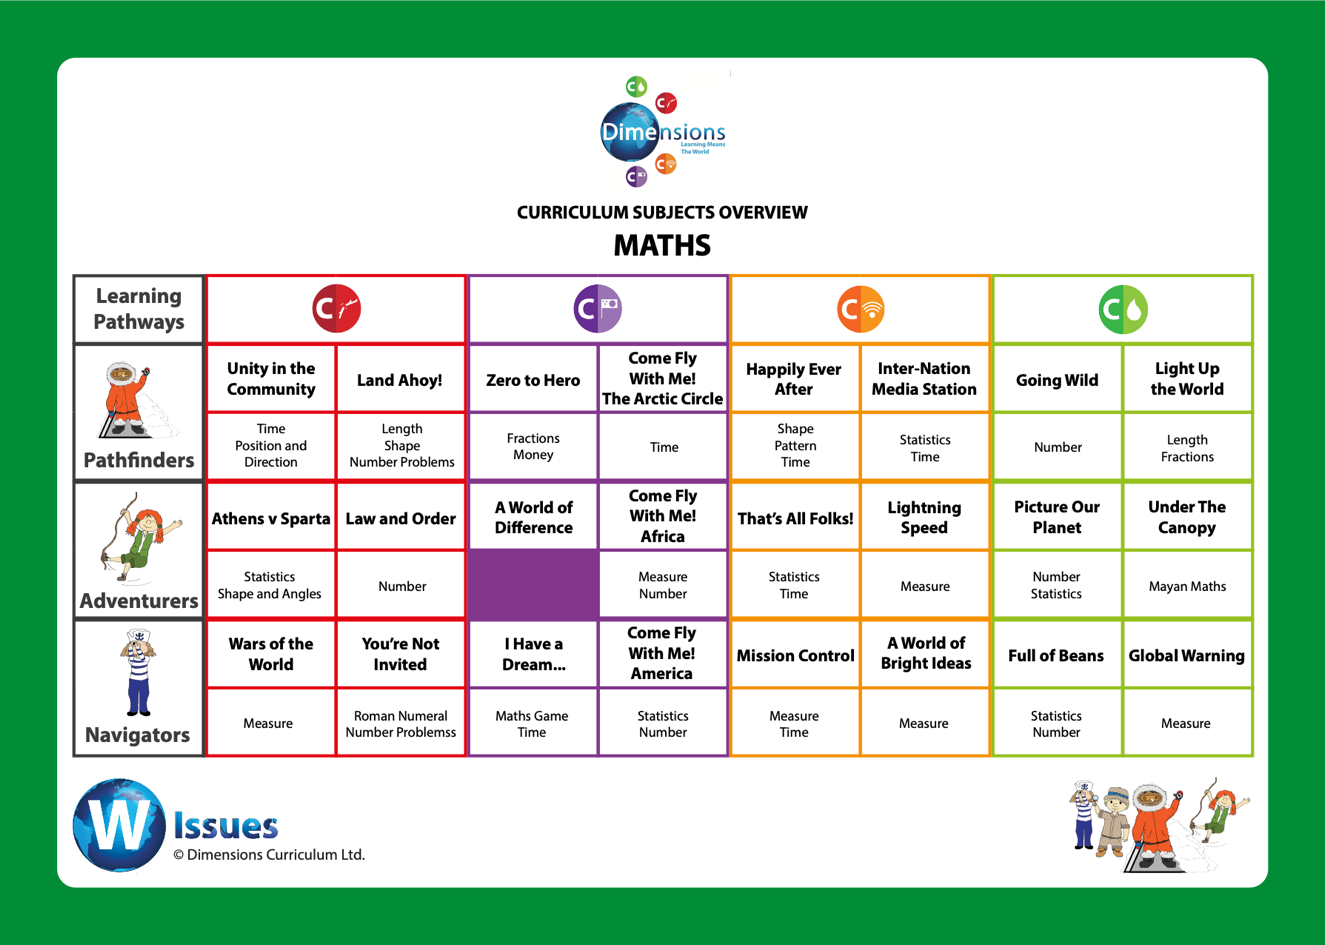 C
C
Dimensions
Learning Means
The World
C
C
CURRICULUM SUBJECTS OVERVIEW
MATHS
Learning
Pathways
C
C
C
C
Pathfinders
Unity in the
Community
Land Ahoy!
Zero to Hero
Come Fly
With Me!
The Arctic Circle
Happily Ever
After
Inter-Nation
Media Station
Going Wild
Light Up
the World
Time
Position and
Direction
Length
Shape
Number Problems
Fractions
Money
Time
Shape
Pattern
Time
Statistics
Time
Number
Length
Fractions
Adventurers
Athens v Sparta
Law and Order
A World of
Difference
Come Fly
With Me!
Africa
That's All Folks!
Lightning
Speed
Picture Our
Planet
Under The
Canopy
Statistics
Shape and Angles
Number
Measure
Number
Statistics
Time
Measure
Number
Statistics
Mayan Maths
Navigators
Wars of the
World
You're Not
Invited
I Have a
Dream...
Come Fly
With Me!
America
Mission Control
A World of
Bright Ideas
Full of Beans
Global Warning
Measure
Roman Numeral
Number Problemss
Maths Game
Time
Statistics
Number
Measure
Time
Measure
Statistics
Number
Measure
W Issues
© Dimensions Curriculum Ltd.